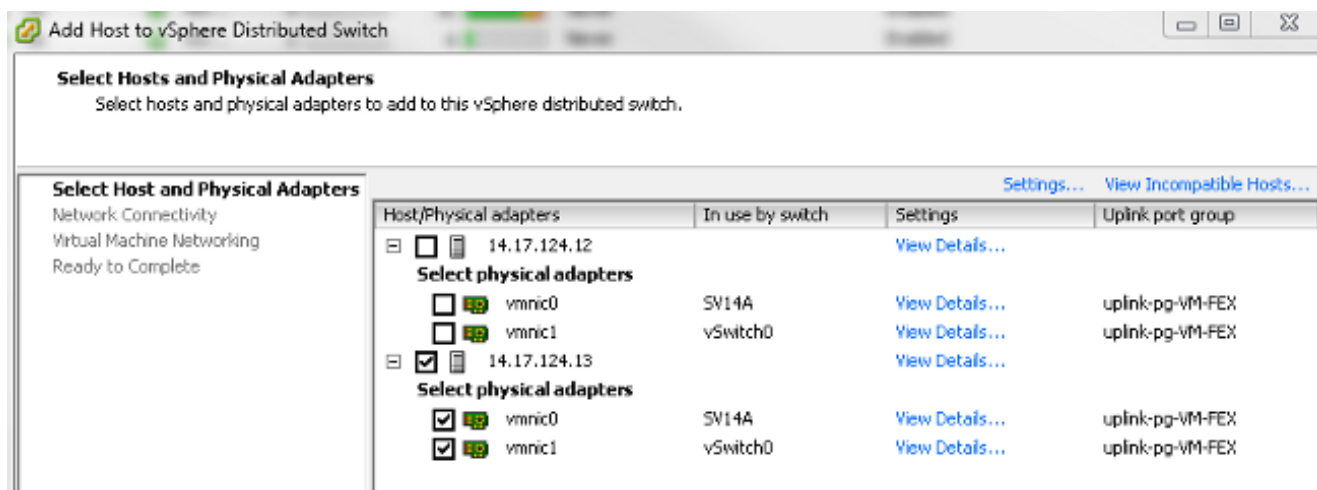 Add Host to vSphere Distributed Switch
Select Hosts and Physical Adapters
Select hosts and physical adapters to add to this vSphere distributed switch.
Select Host and Physical Adapters
Network Connectivity
Virtual Machine Networking
Ready to Complete
Settings... View Incompatible Hosts...
Host/Physical adapters In use by switch Settings Uplink port group
14.17.124.12 View Details...
Select physical adapters
vmnic0 SV14A View Details... uplink-pg-VM-FEX
vmnic1 vSwitch0 View Details... uplink-pg-VM-FEX
14.17.124.13 View Details...
Select physical adapters
vmnic0 SV14A View Details... uplink-pg-VM-FEX
vmnic1 vSwitch0 View Details... uplink-pg-VM-FEX